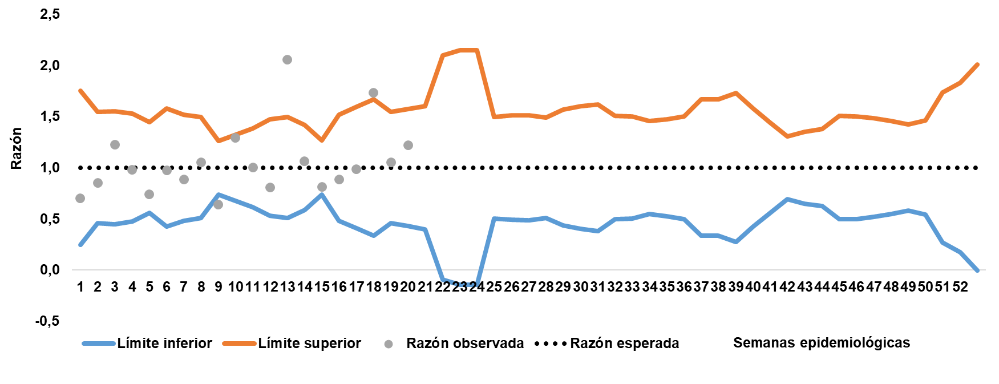 2,5
2,0
1,5
1,0
0,5
0,0
-0,5
Razón
1 2 3 4 5 6 7 8 9 10 11 12 13 14 15 16 17 18 19 20 21 22 23 24 25 26 27 28 29 30 31 32 33 34 35 36 37 38 39 40 41 42 43 44 45 46 47 48 49 50 51 52
Límite inferior Límite superior Razón observada Razón esperada Semanas epidemiológicas